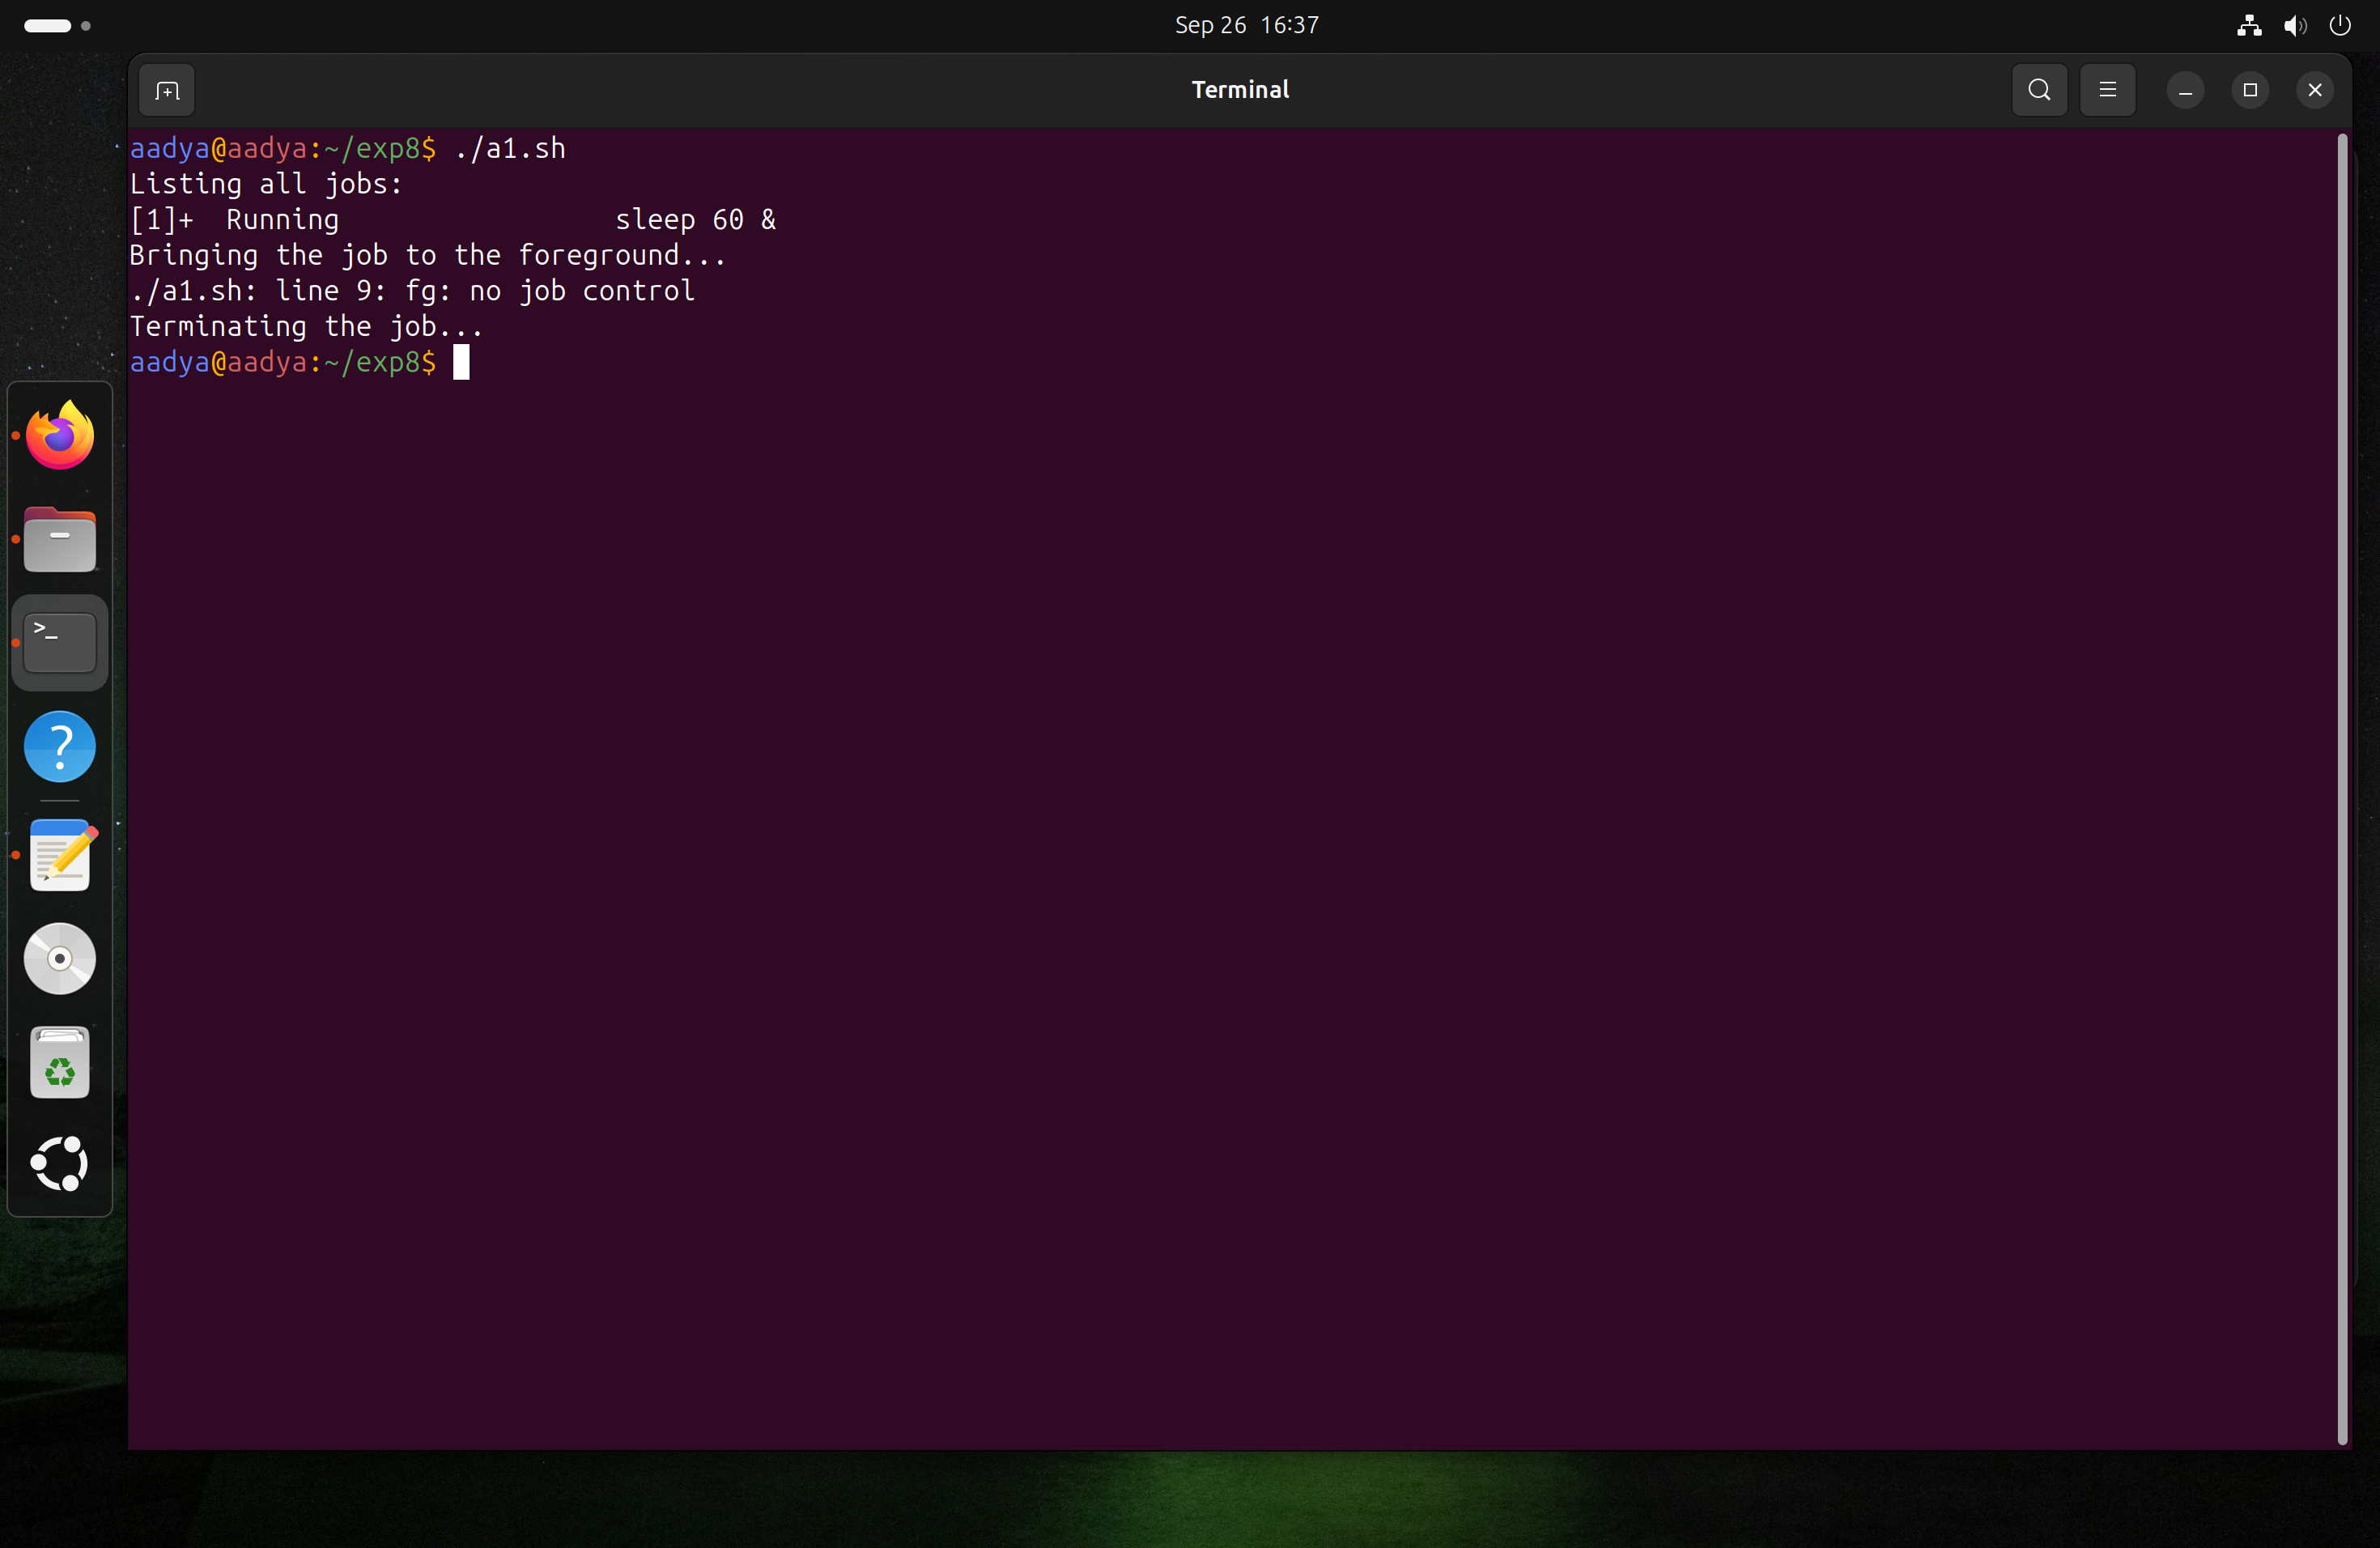 Sep 26 16:37
Terminal
aadya@aadya:~/exp8$ ./a1.sh
Listing all jobs:
[1]+  Running                 sleep 60 &
Bringing the job to the foreground...
./a1.sh: line 9: fg: no job control
Terminating the job...
aadya@aadya:~/exp8$
>_
?